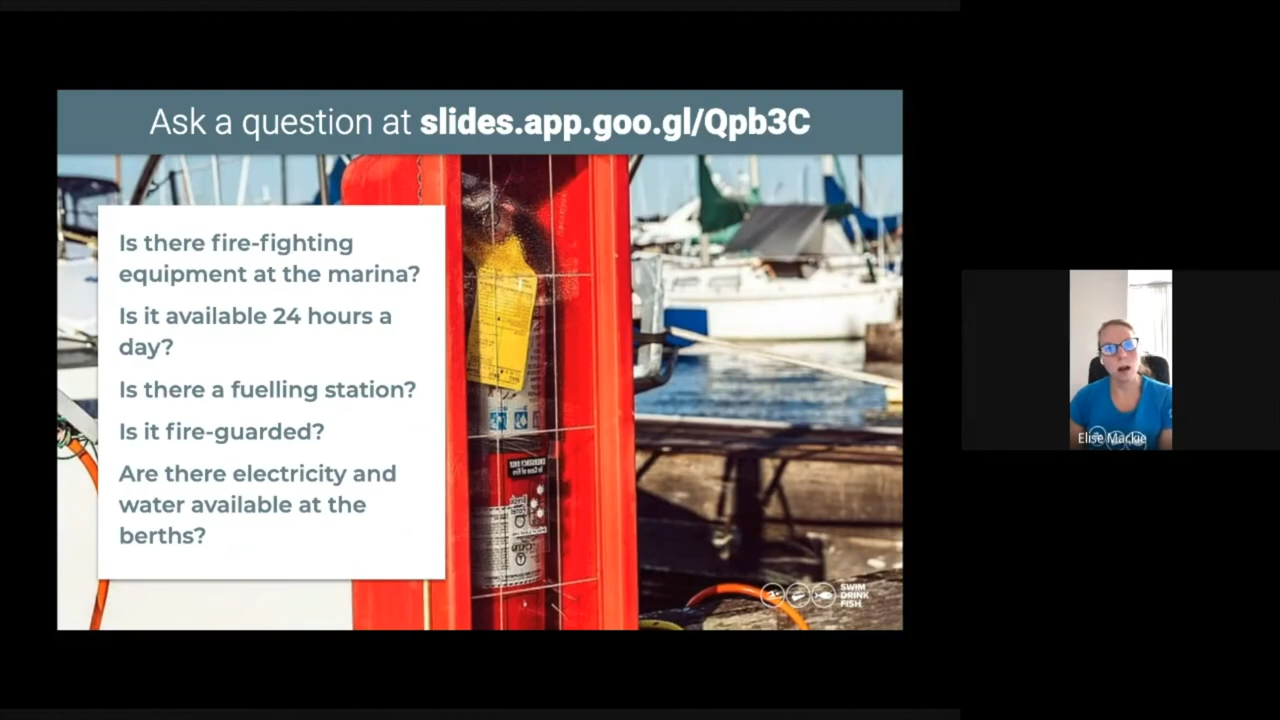 Ask a question at slides.app.goo.gl/Qpb3C
Is there fire-fighting
equipment at the marina?
Is it available 24 hours a
day?
Is there a fuelling station?
Is it fire-guarded?
Are there electricity and
water available at the
berths?
SWIM
DRINK
FISH
Elise Mackie